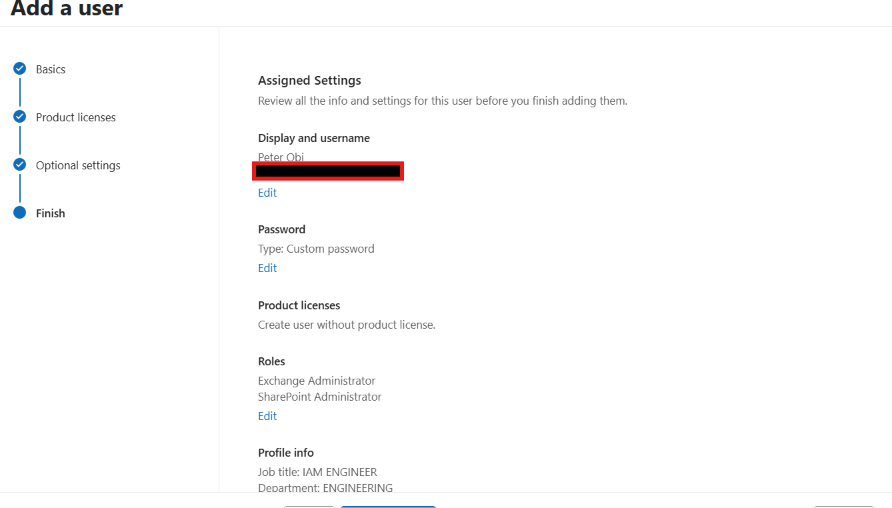 Add a user
Basics
Product licenses
Optional settings
Finish
Assigned Settings
Review all the info and settings for this user before you finish adding them.
Display and username
Peter Obi
Edit
Password
Type: Custom password
Edit
Product licenses
Create user without product license.
Roles
Exchange Administrator
SharePoint Administrator
Edit
Profile info
Job title: IAM ENGINEER
Department: ENGINEERING